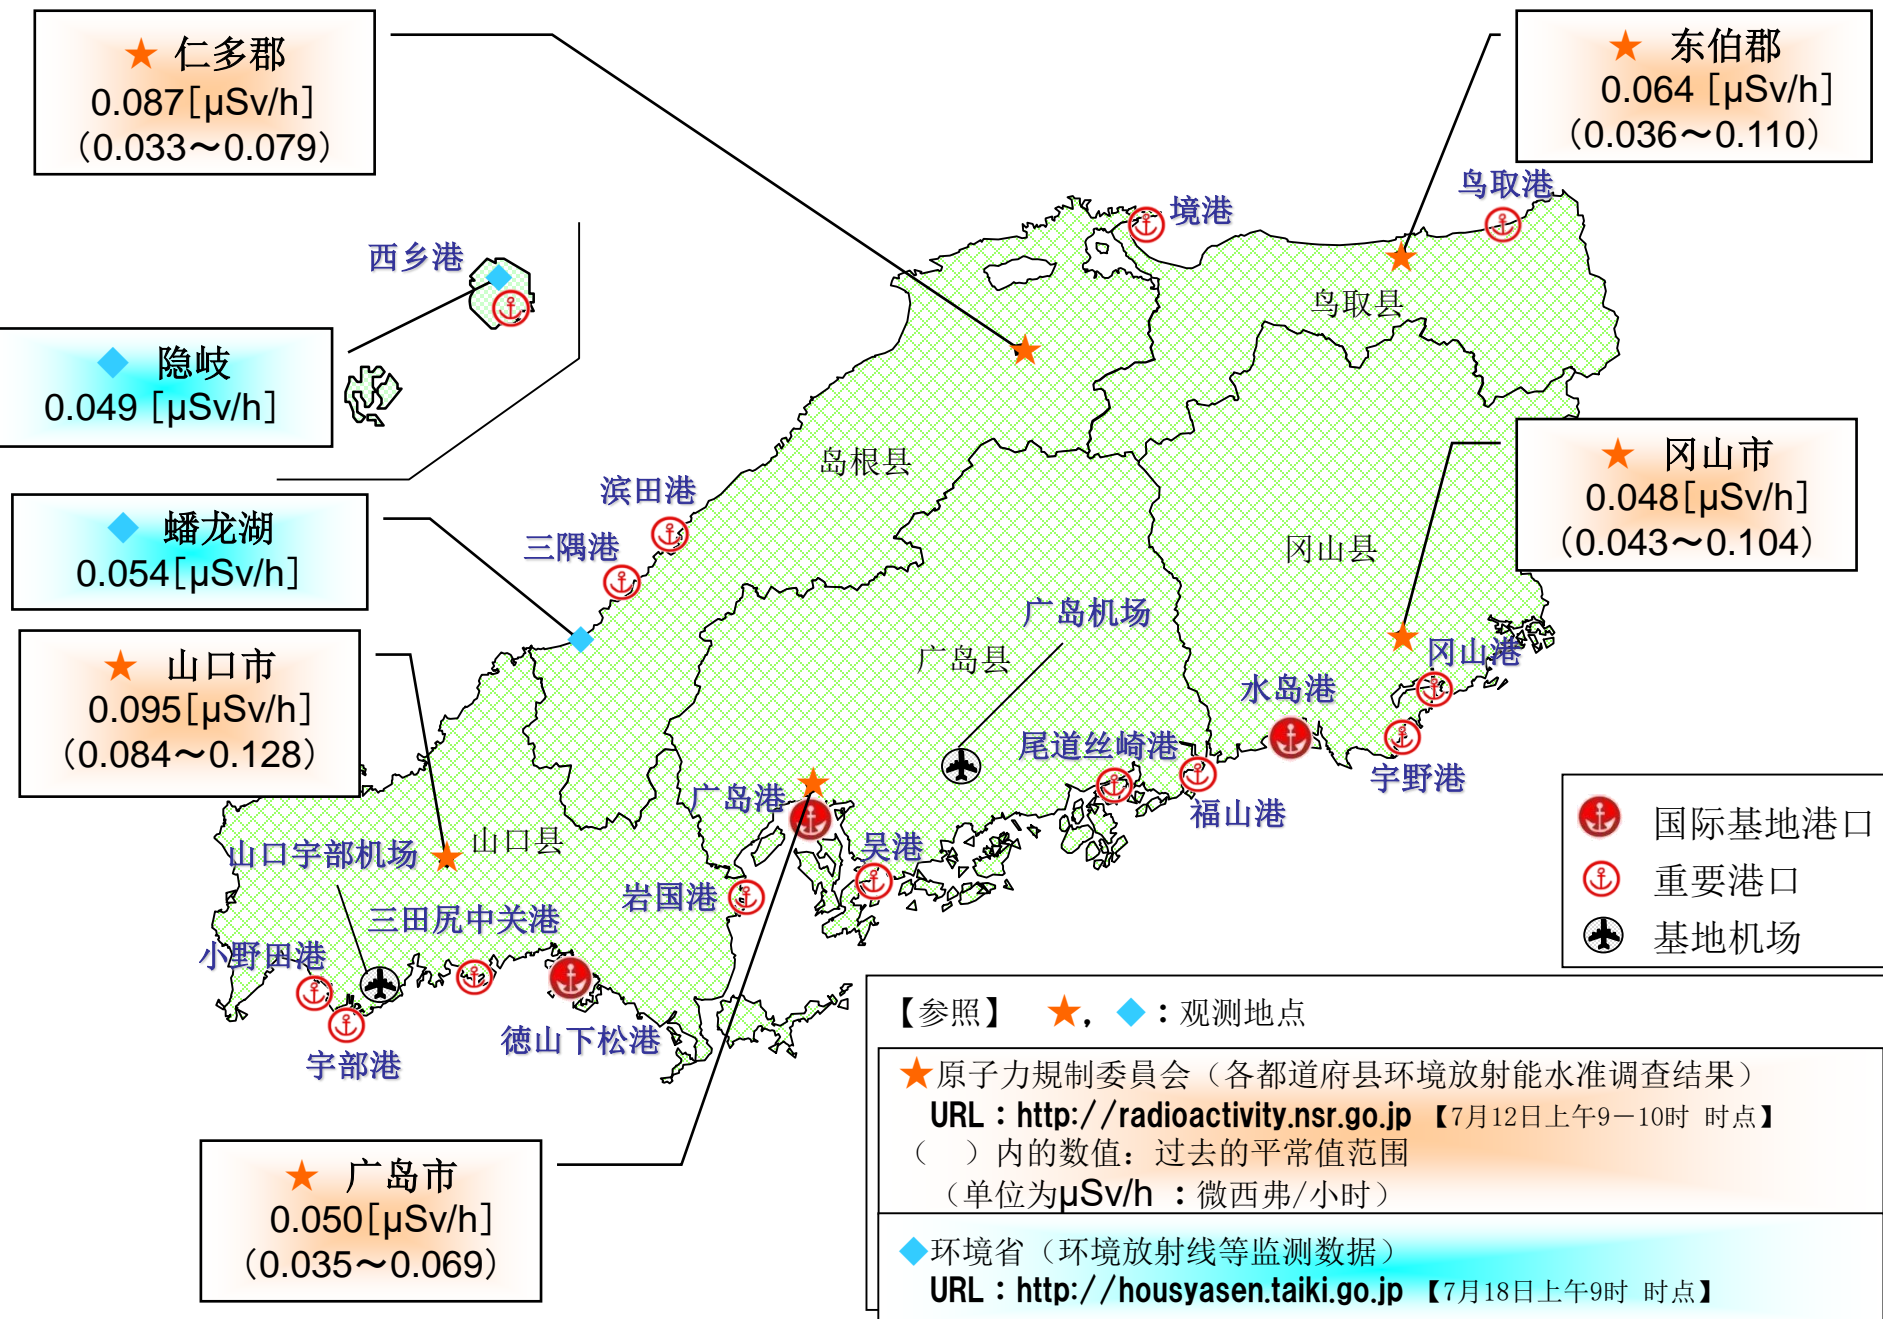 ★ 仁多郡
0.087[μSv/h]
（0.033～0.079）
★ 东伯郡
0.064 [μSv/h]
（0.036～0.110）
鸟取港
境港
西乡港
鸟取县
◆ 隐岐
0.049 [μSv/h]
岛根县
★ 冈山市
0.048[μSv/h]
（0.043～0.104）
滨田港
◆ 蟠龙湖
0.054[μSv/h]
三隅港
冈山县
广岛机场
★ 山口市
0.095[μSv/h]
（0.084～0.128）
广岛县
冈山港
水岛港
尾道丝崎港
宇野港
广岛港
福山港
山口县
吴港
山口宇部机场
岩国港
三田尻中关港
小野田港
徳山下松港
宇部港
国际基地港口
重要港口
基地机场
【参照】 ★，◆：观测地点
★原子力規制委員会（各都道府县环境放射能水准调查结果）
URL：http://radioactivity.nsr.go.jp 【7月12日上午9－10时 时点】
（ ）内的数值：过去的平常值范围
（单位为μSv/h ：微西弗/小时）
★ 广岛市
0.050[μSv/h]
（0.035～0.069）
◆环境省（环境放射线等监测数据）
URL：http://housyasen.taiki.go.jp 【7月18日上午9时 时点】